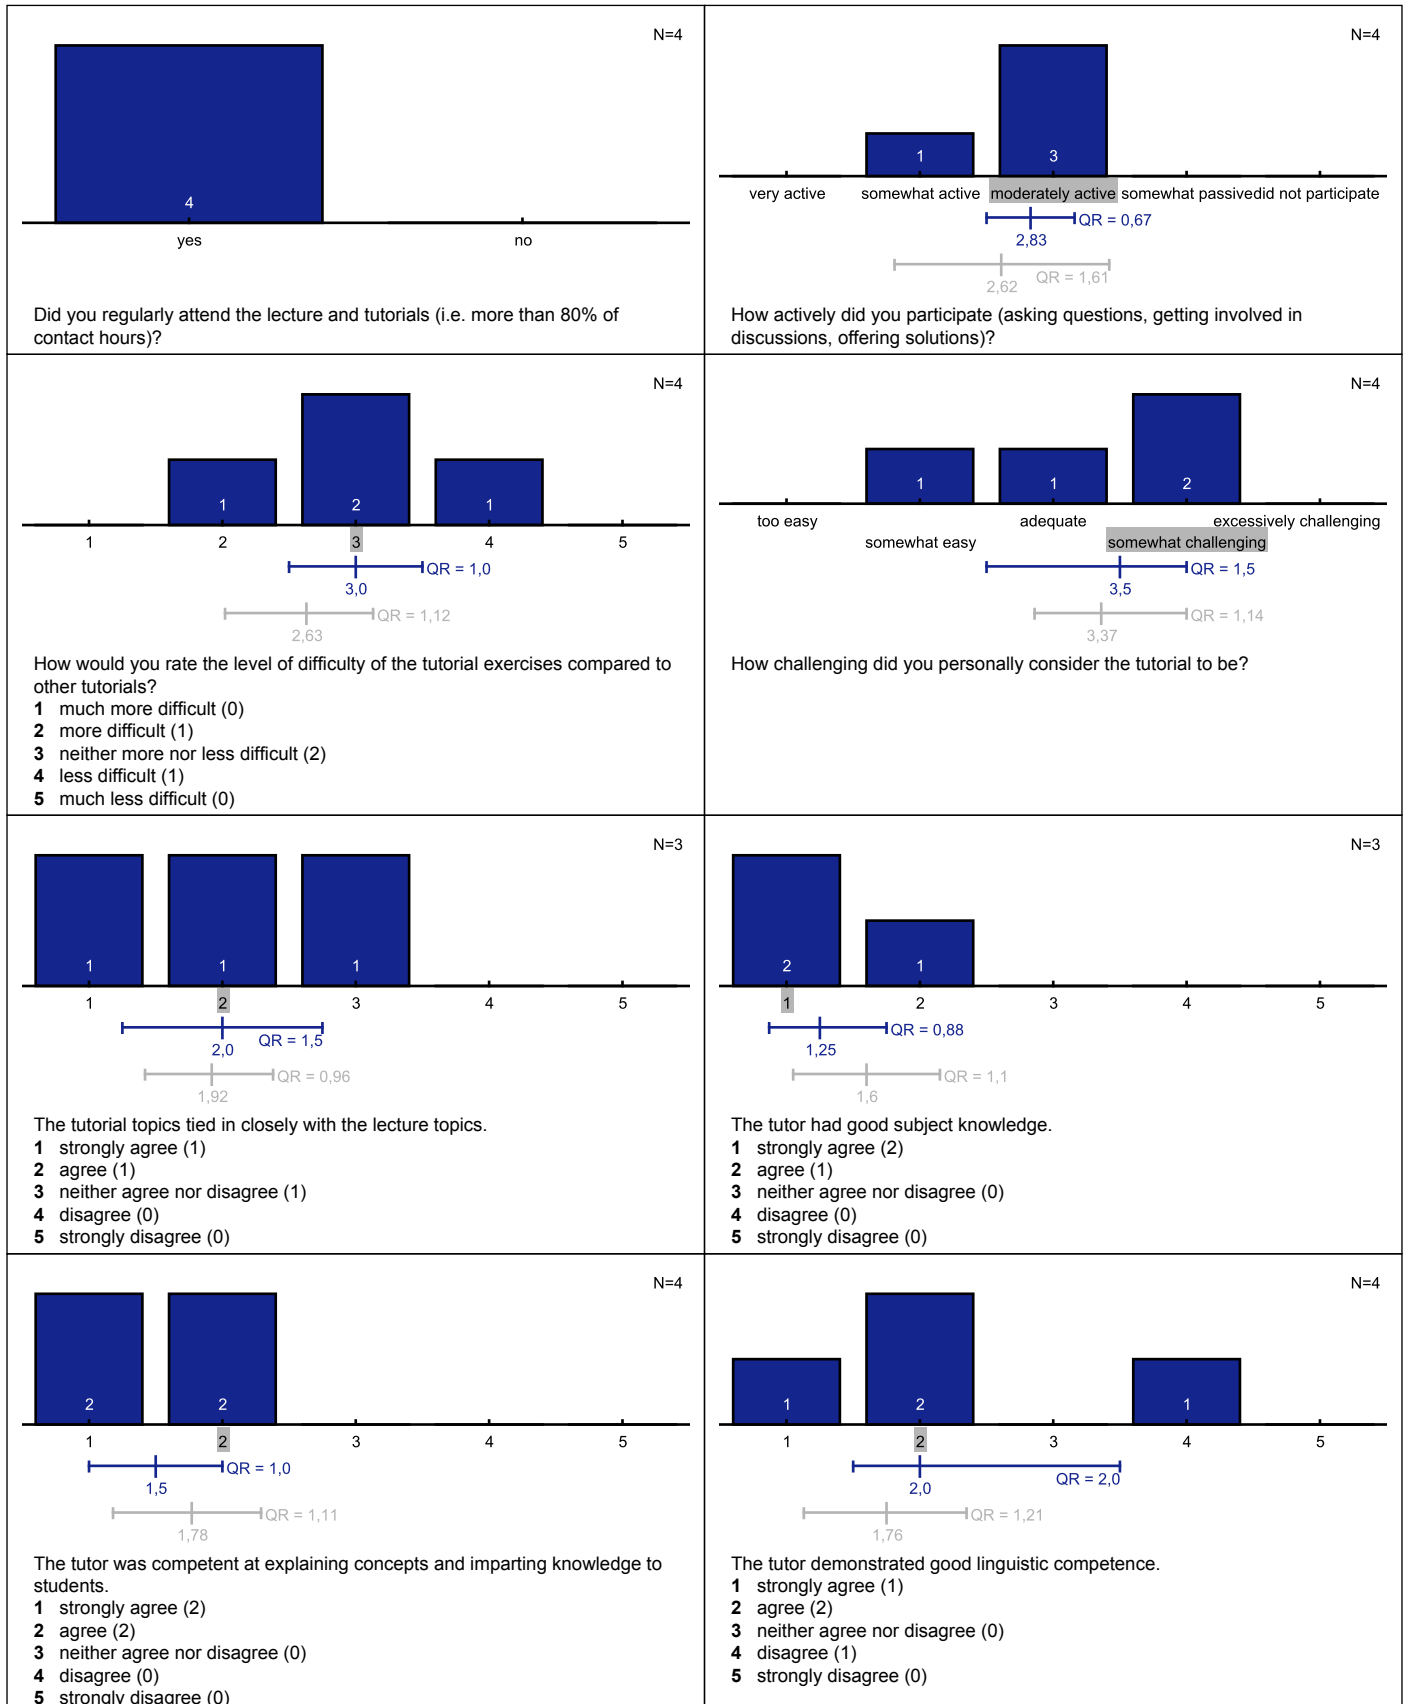 N=4
4
yes
no
Did you regularly attend the lecture and tutorials (i.e. more than 80% of
contact hours)?
N=4
1
3
very active somewhat active moderately active somewhat passive did not participate
QR = 0,67
2,83
QR = 1,61
2,62
How actively did you participate (asking questions, getting involved in
discussions, offering solutions)?
N=4
1 2 1
1 2 3 4 5
QR = 1,0
3,0
QR = 1,12
2,63
How would you rate the level of difficulty of the tutorial exercises compared to
other tutorials?
1 much more difficult (0)
2 more difficult (1)
3 neither more nor less difficult (2)
4 less difficult (1)
5 much less difficult (0)
N=4
1 1 2
too easy adequate excessively challenging
somewhat easy somewhat challenging
QR = 1,5
3,5
QR = 1,14
3,37
How challenging did you personally consider the tutorial to be?
N=3
1 1 1
1 2 3 4 5
QR = 1,5
2,0
QR = 0,96
1,92
The tutorial topics tied in closely with the lecture topics.
1 strongly agree (1)
2 agree (1)
3 neither agree nor disagree (1)
4 disagree (0)
5 strongly disagree (0)
N=3
2 1
1 2 3 4 5
QR = 0,88
1,25
QR = 1,1
1,6
The tutor had good subject knowledge.
1 strongly agree (2)
2 agree (1)
3 neither agree nor disagree (0)
4 disagree (0)
5 strongly disagree (0)
N=4
2 2
1 2 3 4 5
QR = 1,0
1,5
QR = 1,11
1,78
The tutor was competent at explaining concepts and imparting knowledge to
students.
1 strongly agree (2)
2 agree (2)
3 neither agree nor disagree (0)
4 disagree (0)
5 strongly disagree (0)
N=4
1 2 1
1 2 3 4 5
QR = 2,0
2,0
QR = 1,21
1,76
The tutor demonstrated good linguistic competence.
1 strongly agree (1)
2 agree (2)
3 neither agree nor disagree (0)
4 disagree (1)
5 strongly disagree (0)